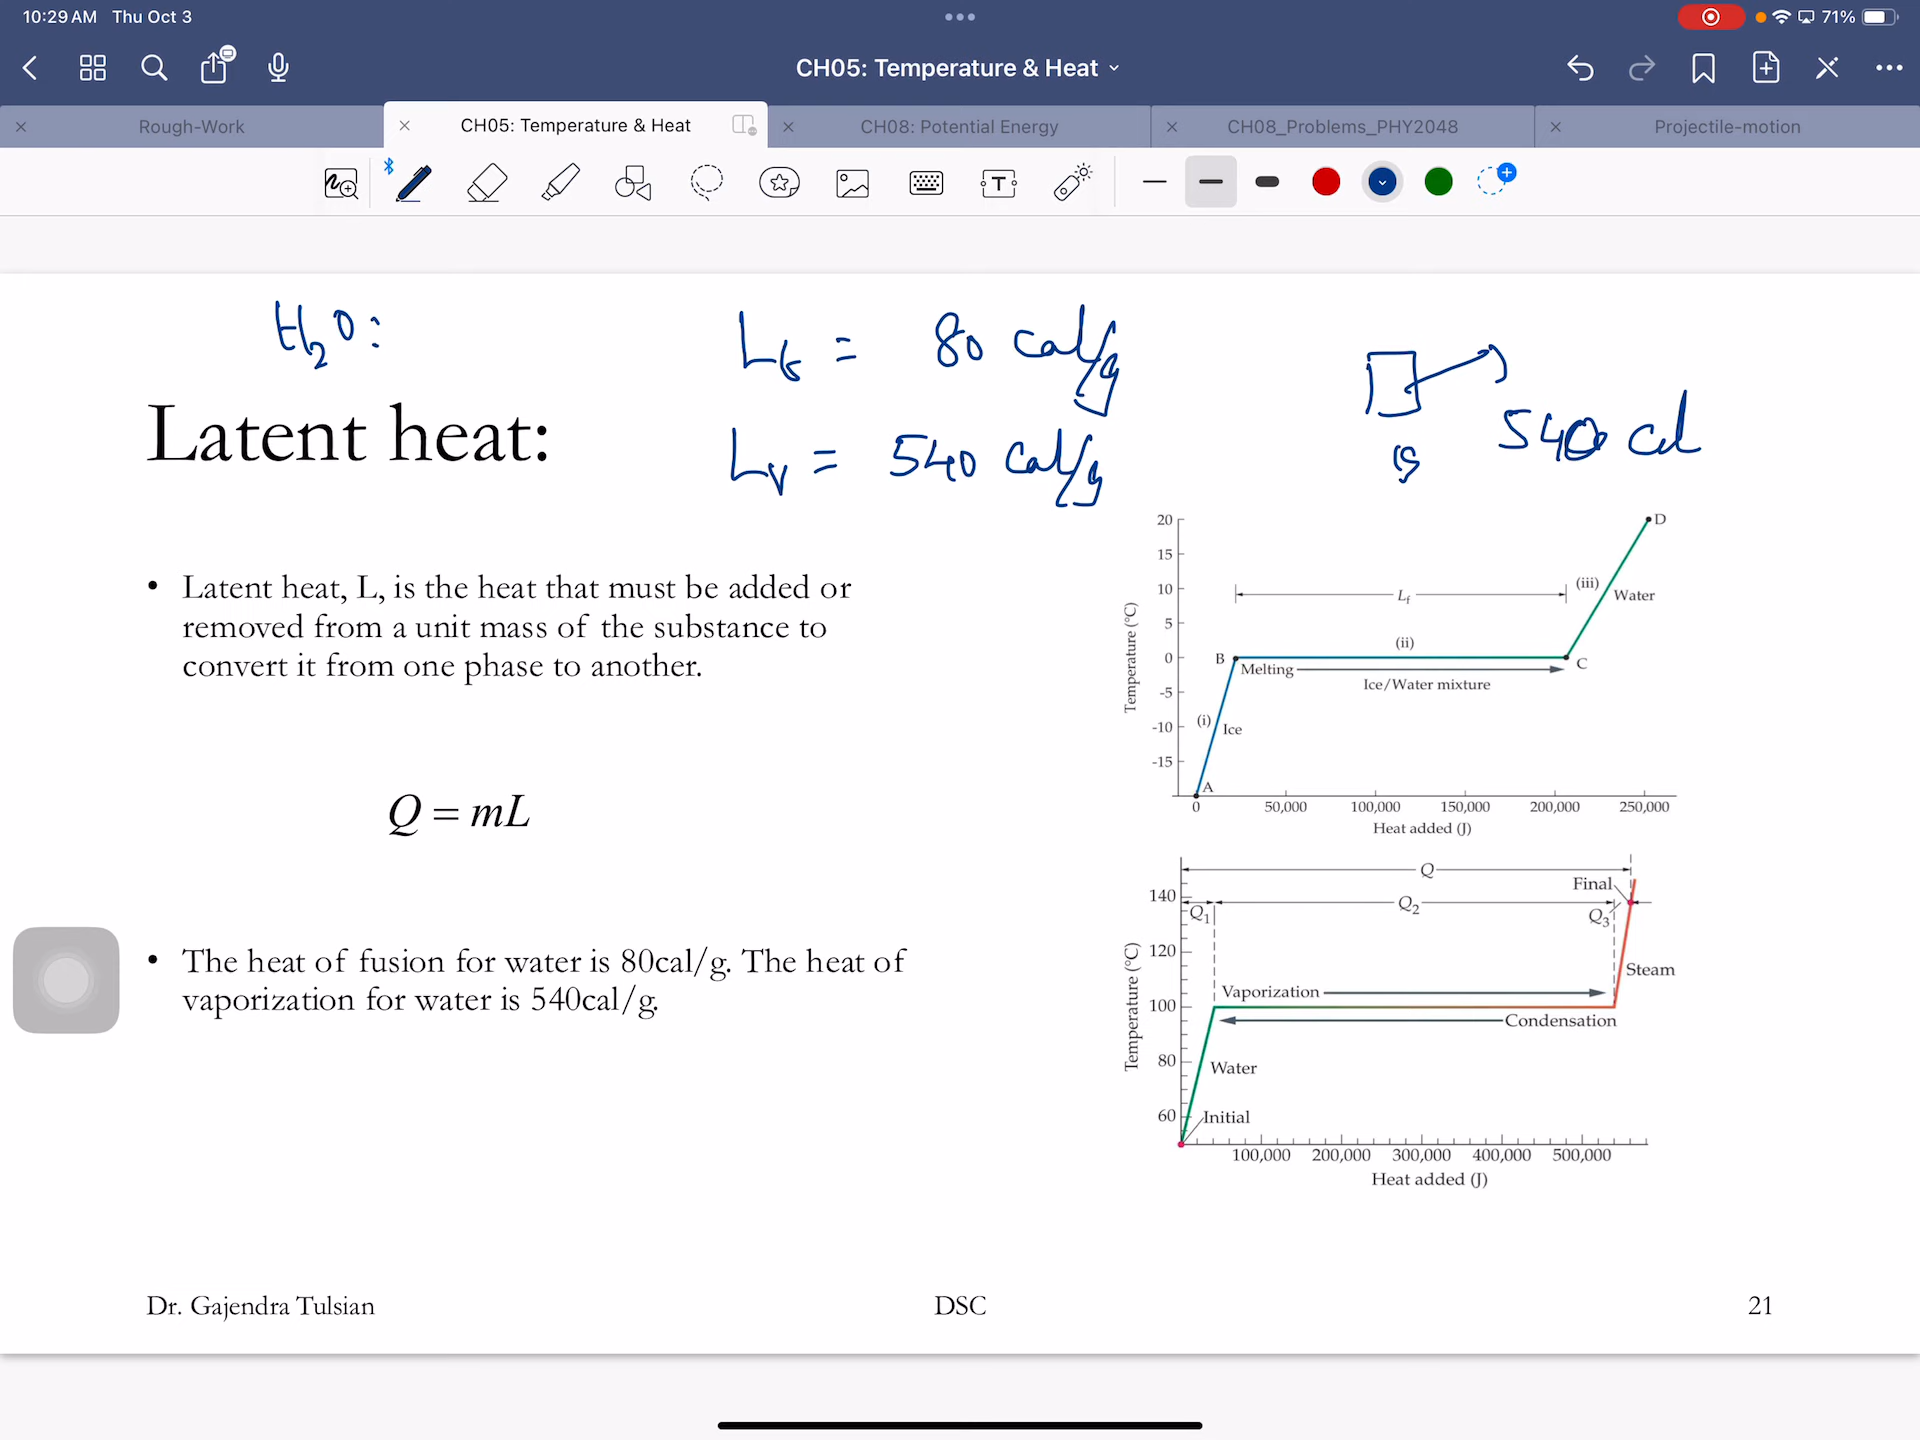 10:29 AM Thu Oct 3
71%
CH05: Temperature & Heat
Rough-Work
CH05: Temperature & Heat
CH08: Potential Energy
CH08_Problems_PHY2048
Projectile-motion
T
H₂O:
L_f = 80 cal/g
540 cal
L_v = 540 cal/g
Latent heat:
• Latent heat, L, is the heat that must be added or
removed from a unit mass of the substance to
convert it from one phase to another.
Q = mL
• The heat of fusion for water is 80cal/g. The heat of
vaporization for water is 540cal/g.
Temperature (°C)
20
15
10
5
0
-5
-10
-15
D
(iii)
Water
L_f
(ii)
B
C
Melting
Ice/Water mixture
(i)
Ice
A
0 50,000 100,000 150,000 200,000 250,000
Heat added (J)
Temperature (°C)
140
120
100
80
60
Q
Final
Q₁
Q₂
Q₃
Steam
Vaporization
Condensation
Water
Initial
100,000 200,000 300,000 400,000 500,000
Heat added (J)
Dr. Gajendra Tulsian
DSC
21